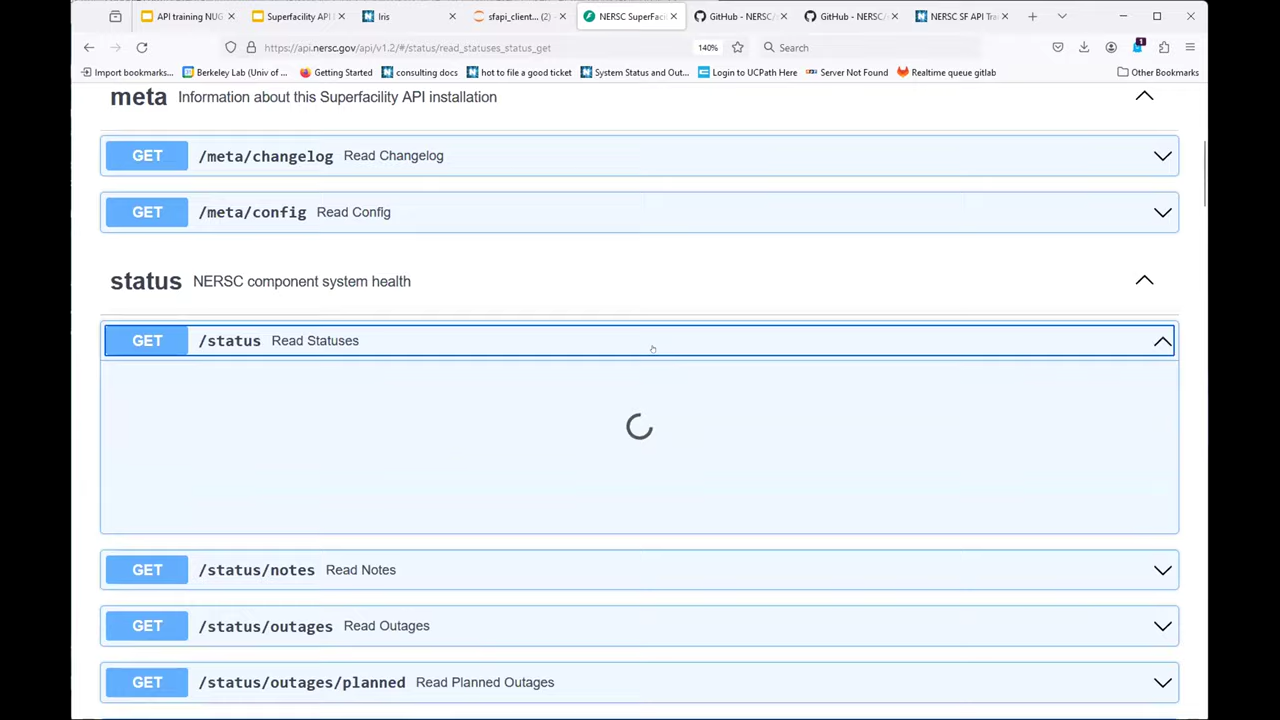 API training NUG
Superfacility API
Iris
sfapi_client... (2)
NERSC SuperFaci
GitHub - NERSC/
GitHub - NERSC/
NERSC SF API Tra
https://api.nersc.gov/api/v1.2/#/status/read_statuses_status_get
140%
Search
1
Import bookmarks...
Berkeley Lab (Univ of ...
Getting Started
consulting docs
hot to file a good ticket
System Status and Out...
Login to UCPath Here
Server Not Found
Realtime queue gitlab
Other Bookmarks
meta Information about this Superfacility API installation
GET /meta/changelog Read Changelog
GET /meta/config Read Config
status NERSC component system health
GET /status Read Statuses
GET /status/notes Read Notes
GET /status/outages Read Outages
GET /status/outages/planned Read Planned Outages